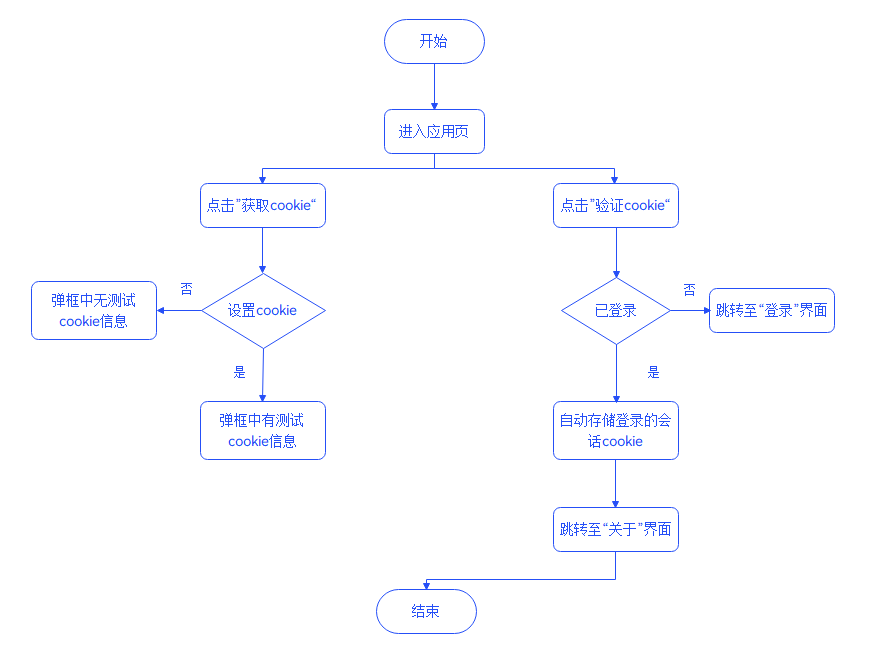 开始
进入应用页
点击”获取cookie“
点击”验证cookie“
否
弹框中无测试
cookie信息
设置cookie
已登录
否
跳转至“登录”界面
是
是
弹框中有测试
cookie信息
自动存储登录的会
话cookie
跳转至“关于”界面
结束